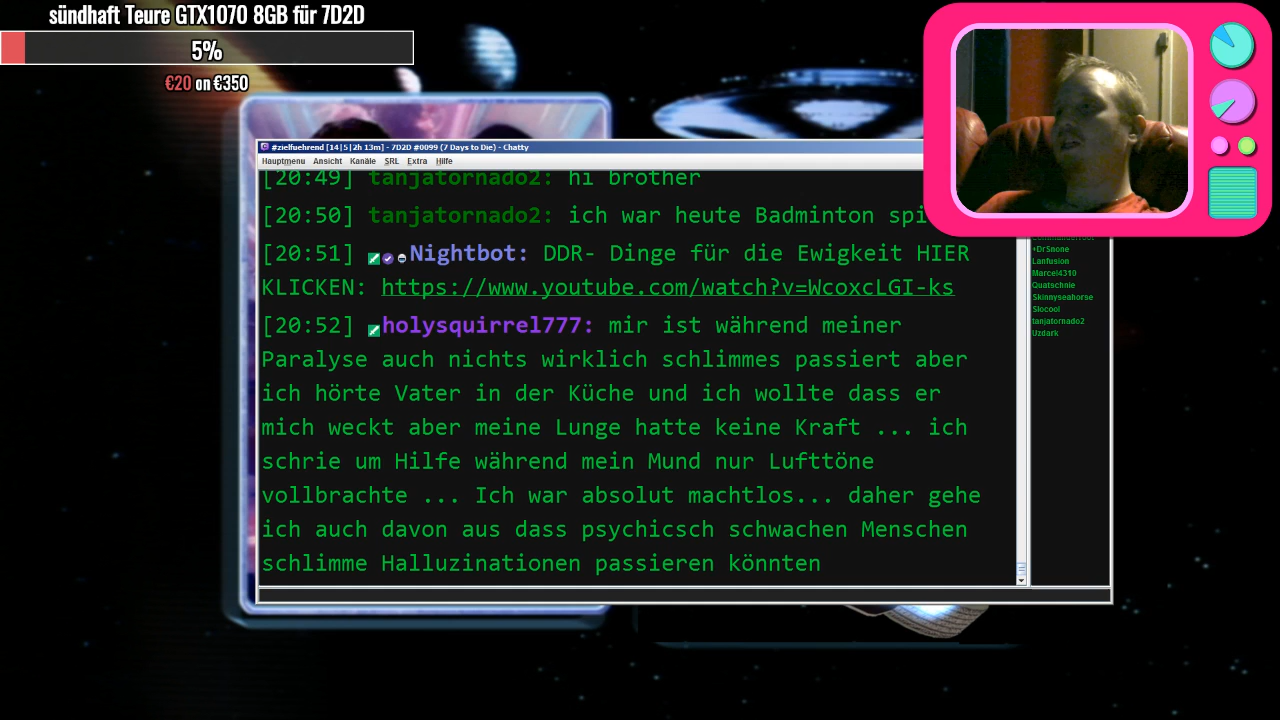 sündhaft Teure GTX1070 8GB für 7D2D
5%
€20 on €350
#zielfuehrend [14|5|2h 13m] - 7D2D #0099 (7 Days to Die) - Chatty
Hauptmenu Ansicht Kanäle SRL Extra Hilfe
[20:49] tanjatornado2: hi brother
[20:50] tanjatornado2: ich war heute Badminton spi
[20:51] Nightbot: DDR- Dinge für die Ewigkeit HIER
KLICKEN: https://www.youtube.com/watch?v=WcoxcLGI-ks
[20:52] holysquirrel777: mir ist während meiner
Paralyse auch nichts wirklich schlimmes passiert aber
ich hörte Vater in der Küche und ich wollte dass er
mich weckt aber meine Lunge hatte keine Kraft ... ich
schrie um Hilfe während mein Mund nur Lufttöne
vollbrachte ... Ich war absolut machtlos... daher gehe
ich auch davon aus dass psychicsch schwachen Menschen
schlimme Halluzinationen passieren könnten
+DrSnone
Lanfusion
Marcel4310
Quatschnie
Skinnyseahorse
Slocool
tanjatornado2
Uzdark